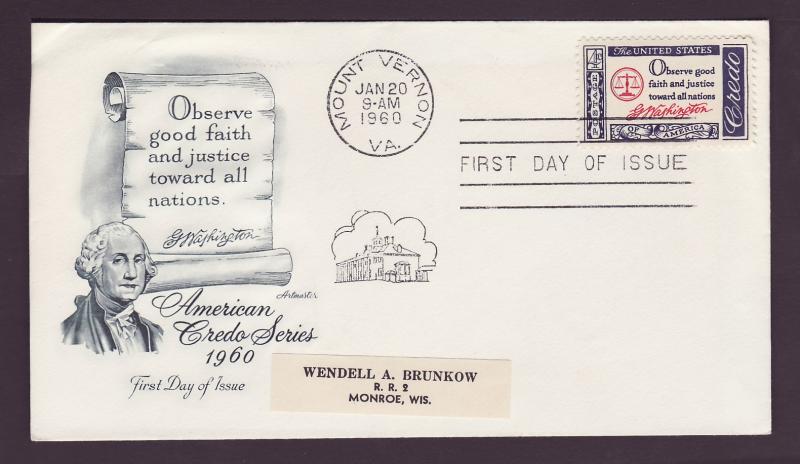 Observe
good faith
and justice
toward all
nations.
G. Washington
Artmaster
American
Credo Series
1960
First Day of Issue
MOUNT VERNON
JAN 20
9-AM
1960
VA.
The UNITED STATES
4¢
POSTAGE
Observe good
faith and justice
toward all nations
G. Washington
OF AMERICA
Credo
FIRST DAY OF ISSUE
WENDELL A. BRUNKOW
R. R. 2
MONROE, WIS.